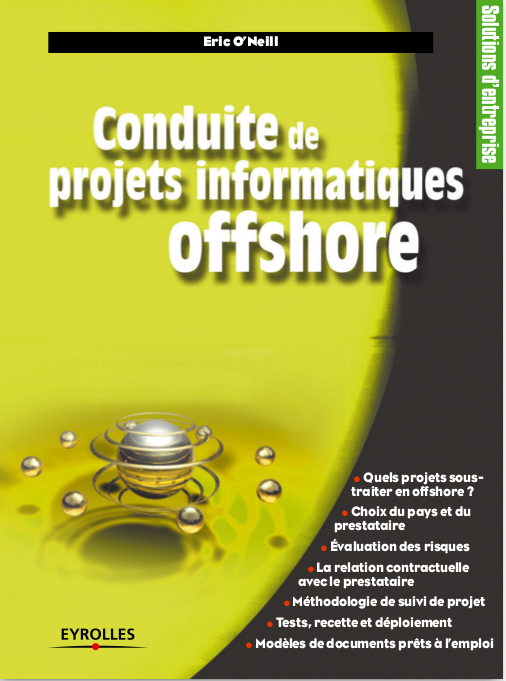 Eric O'Neill
Solutions d'entreprise
Conduite de
projets informatiques
offshore
• Quels projets sous-
traiter en offshore ?
• Choix du pays et du
prestataire
• Évaluation des risques
• La relation contractuelle
avec le prestataire
• Méthodologie de suivi de projet
• Tests, recette et déploiement
• Modèles de documents prêts à l'emploi
EYROLLES